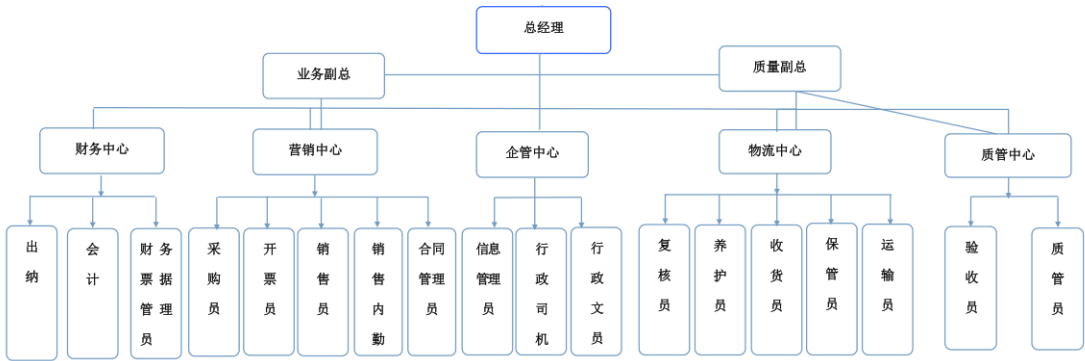 总经理
业务副总
质量副总
财务中心
营销中心
企管中心
物流中心
质管中心
出纳
会计
财务票据管理员
采购员
开票员
销售员
销售内勤
合同管理员
信息管理员
行政司机
行政文员
复核员
养护员
收货员
保管员
运输员
验收员
质管员